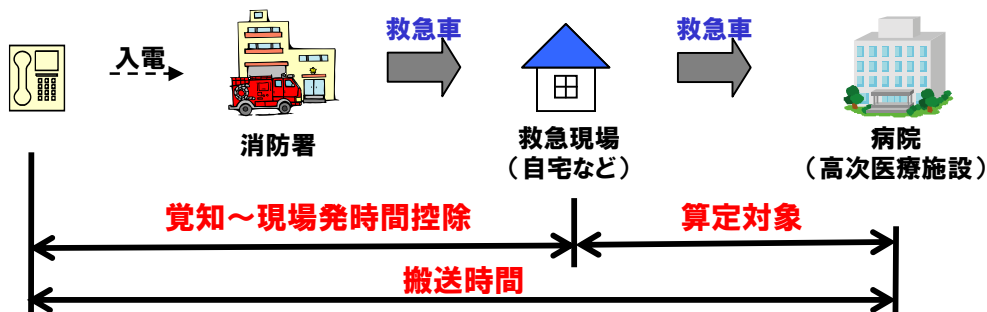 入電
救急車
救急車
消防署
救急現場
（自宅など）
病院
（高次医療施設）
覚知～現場発時間控除
算定対象
搬送時間